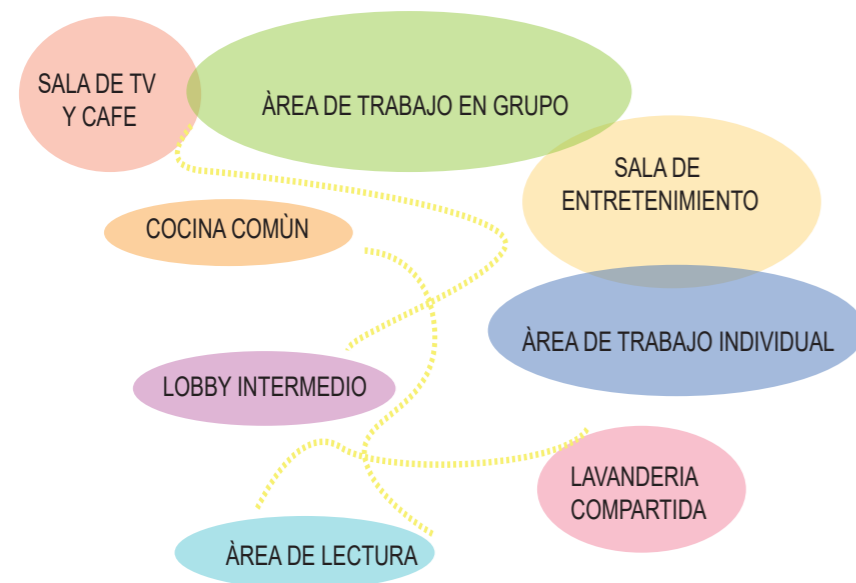 SALA DE TV
Y CAFE
ÀREA DE TRABAJO EN GRUPO
SALA DE
ENTRETENIMIENTO
COCINA COMÙN
ÀREA DE TRABAJO INDIVIDUAL
LOBBY INTERMEDIO
LAVANDERIA
COMPARTIDA
ÀREA DE LECTURA